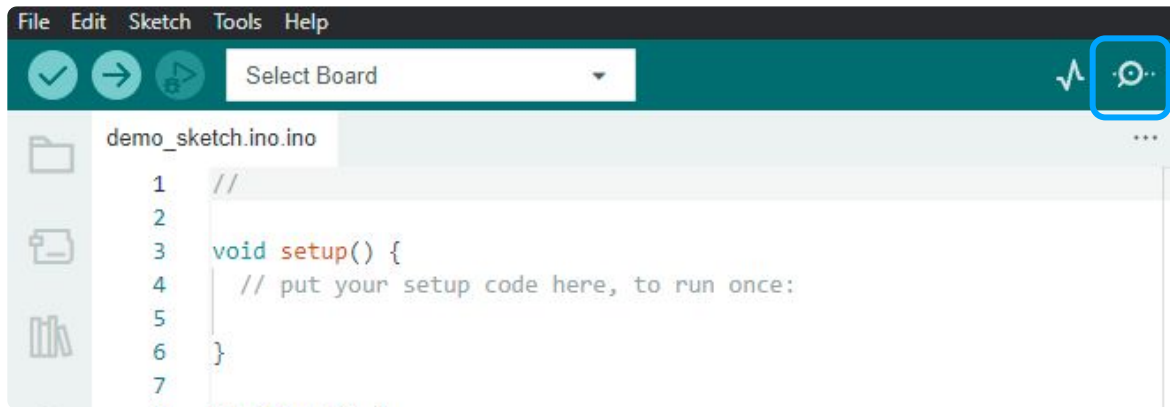 File Edit Sketch Tools Help
Select Board
demo_sketch.ino.ino
1 //
2
3 void setup() {
4 // put your setup code here, to run once:
5
6 }
7